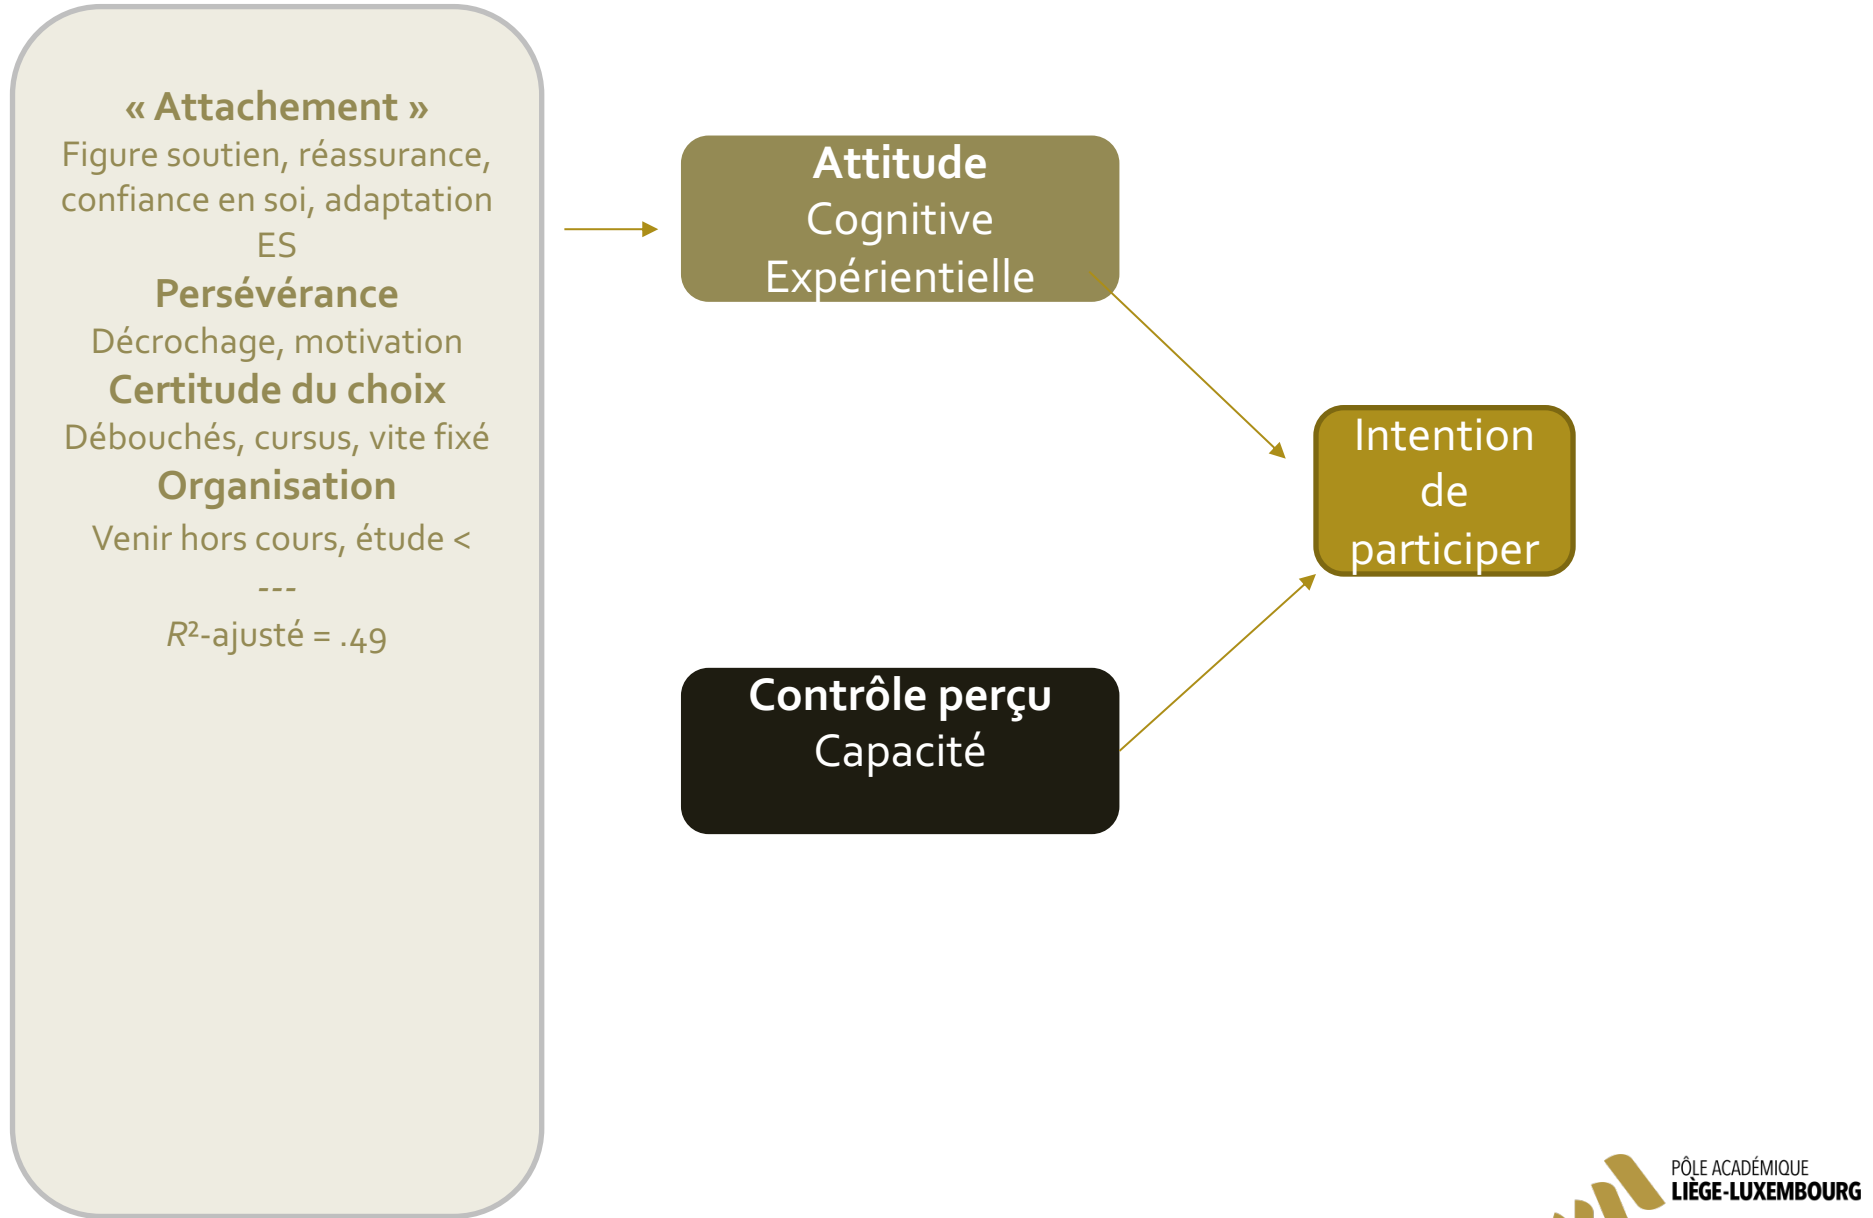 « Attachement »
Figure soutien, réassurance,
confiance en soi, adaptation
ES
Persévérance
Décrochage, motivation
Certitude du choix
Débouchés, cursus, vite fixé
Organisation
Venir hors cours, étude <
---
R²-ajusté = .49
Attitude
Cognitive
Expérientielle
Contrôle perçu
Capacité
Intention
de
participer
PÔLE ACADÉMIQUE
LIÈGE-LUXEMBOURG